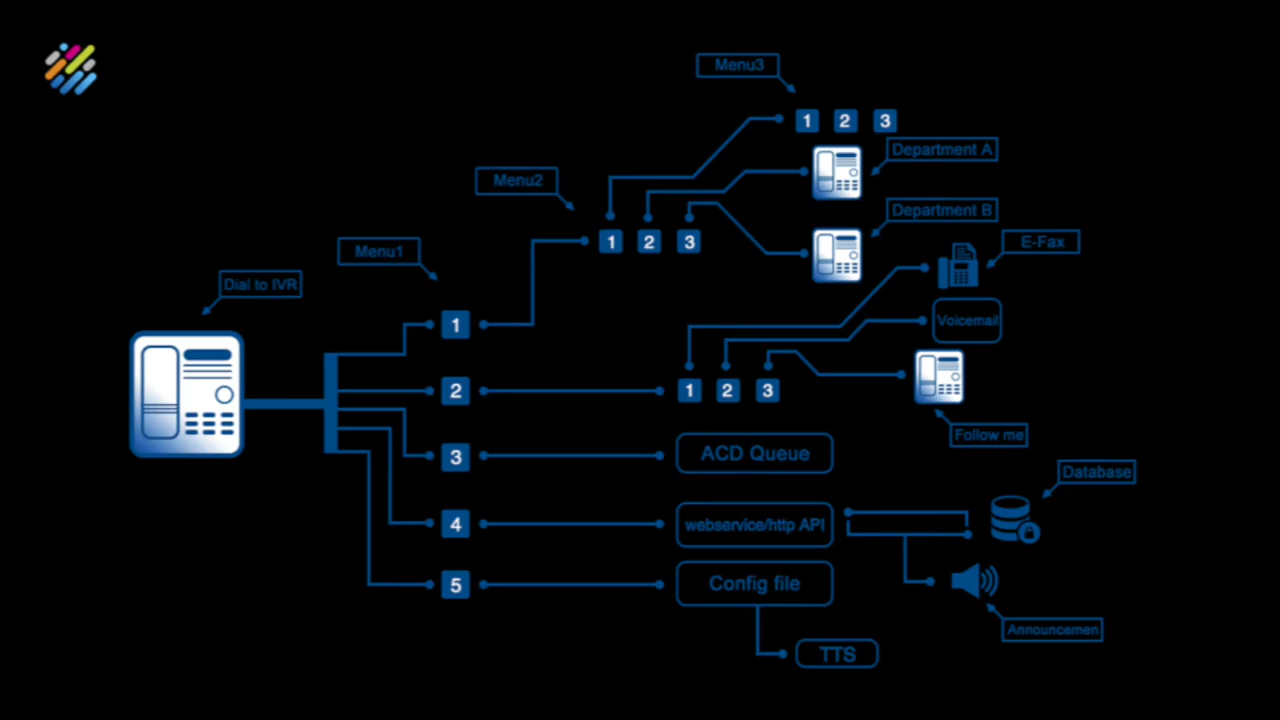 Menu3
1 2 3
Department A
Menu2
Department B
1 2 3
E-Fax
Menu1
Dial to IVR
1
Voicemail
2
1 2 3
Follow me
3
ACD Queue
Database
4
webservice/http API
5
Config file
Announcemen
TTS